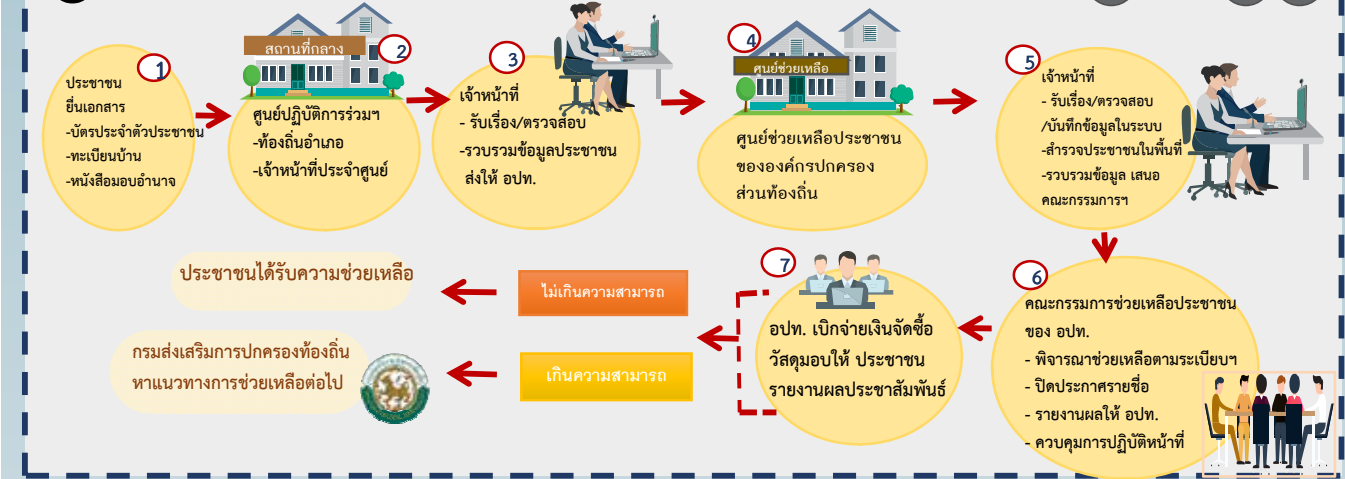 1
ประชาชน
ยื่นเอกสาร
-บัตรประจำตัวประชาชน
-ทะเบียนบ้าน
-หนังสือมอบอำนาจ
สถานที่กลาง
2
ศูนย์ปฏิบัติการร่วมฯ
-ท้องถิ่นอำเภอ
-เจ้าหน้าที่ประจำศูนย์
3
เจ้าหน้าที่
- รับเรื่อง/ตรวจสอบ
-รวบรวมข้อมูลประชาชน
ส่งให้ อปท.
4
ศูนย์ช่วยเหลือ
ศูนย์ช่วยเหลือประชาชน
ขององค์กรปกครอง
ส่วนท้องถิ่น
5
เจ้าหน้าที่
- รับเรื่อง/ตรวจสอบ
/บันทึกข้อมูลในระบบ
-สำรวจประชาชนในพื้นที่
-รวบรวมข้อมูล เสนอ
คณะกรรมการฯ
6
คณะกรรมการช่วยเหลือประชาชน
ของ อปท.
- พิจารณาช่วยเหลือตามระเบียบฯ
- ปิดประกาศรายชื่อ
- รายงานผลให้ อปท.
- ควบคุมการปฏิบัติหน้าที่
7
อปท. เบิกจ่ายเงินจัดซื้อ
วัสดุมอบให้ ประชาชน
รายงานผลประชาสัมพันธ์
ไม่เกินความสามารถ
ประชาชนได้รับความช่วยเหลือ
เกินความสามารถ
กรมส่งเสริมการปกครองท้องถิ่น
หาแนวทางการช่วยเหลือต่อไป